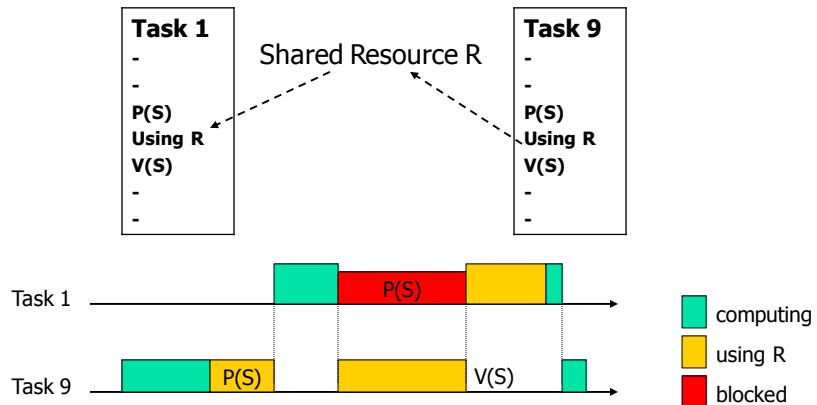 Task 1
-
-
P(S)
Using R
V(S)
-
-
Shared Resource R
Task 9
-
-
P(S)
Using R
V(S)
-
-
Task 1
P(S)
Task 9
P(S)
V(S)
computing
using R
blocked